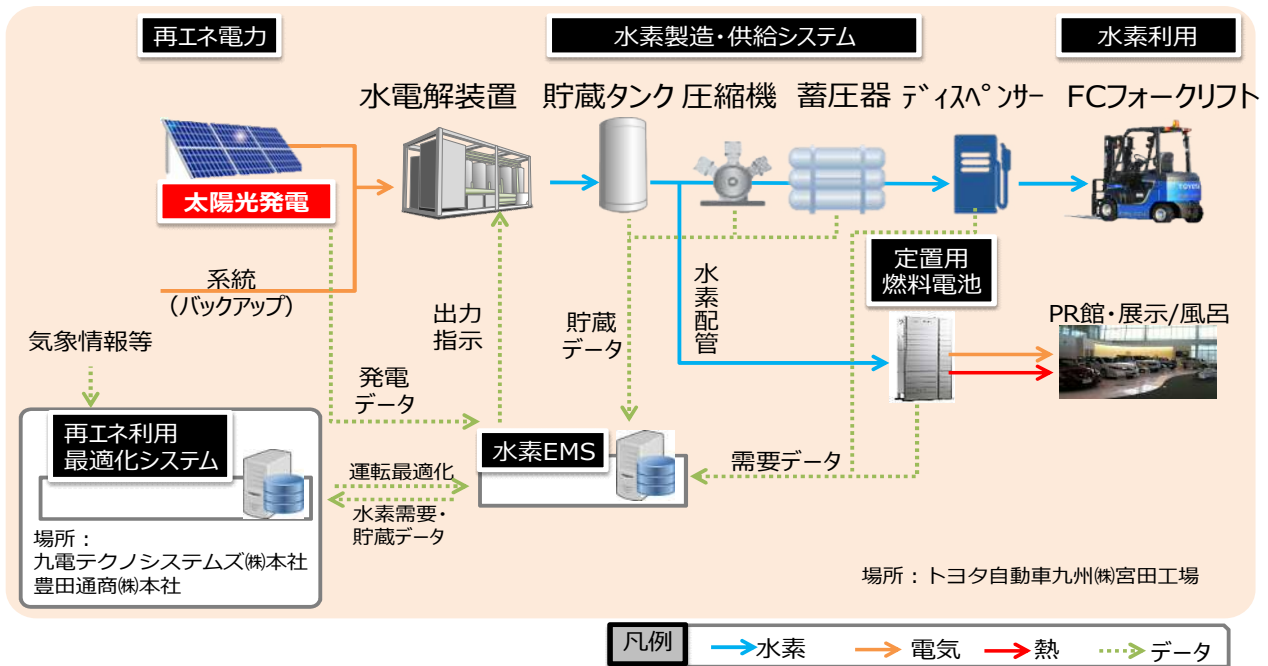 再エネ電力
水素製造・供給システム
水素利用
水電解装置
貯蔵タンク
圧縮機
蓄圧器
ディスペンサー
FCフォークリフト
太陽光発電
TOYOTA
系統
(バックアップ)
定置用
燃料電池
水
素
配
管
出力
指示
貯蔵
データ
PR館・展示/風呂
気象情報等
発電
データ
再エネ利用
最適化システム
水素EMS
需要データ
運転最適化
水素需要・
貯蔵データ
場所：
九電テクノシステムズ㈱本社
豊田通商㈱本社
場所：トヨタ自動車九州㈱宮田工場
凡例
水素
電気
熱
データ